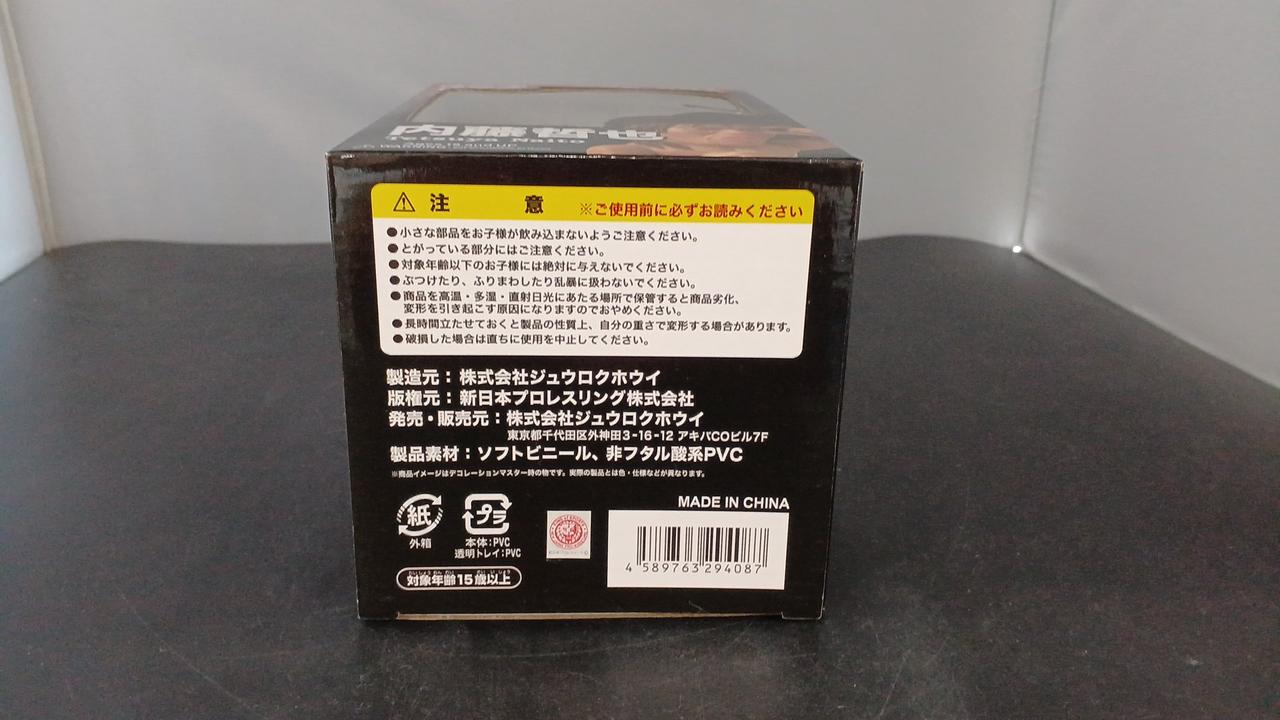 内藤哲也
Tetsuya Naito
⚠ 注 意 ※ご使用前に必ずお読みください
●小さな部品をお子様が飲み込まないようご注意ください。
●とがっている部分にはご注意ください。
●対象年齢以下のお子様には絶対に与えないでください。
●ぶつけたり、ふりまわしたり乱暴に扱わないでください。
●商品を高温・多湿・直射日光にあたる場所で保管すると商品劣化、
変形を引き起こす原因になりますのでおやめください。
●長時間立たせておくと製品の性質上、自分の重さで変形する場合があります。
●破損した場合は直ちに使用を中止してください。
製造元：株式会社ジュウロクホウイ
版権元：新日本プロレスリング株式会社
発売・販売元：株式会社ジュウロクホウイ
東京都千代田区外神田3-16-12 アキバCOビル7F
製品素材：ソフトビニール、非フタル酸系PVC
※商品イメージはデコレーションマスター時の物です。実際の製品とは色・仕様などが異なります。
MADE IN CHINA
紙
外箱
プラ
本体：PVC
透明トレイ：PVC
たいしょうねんれい さいいじょう
対象年齢15歳以上
4 589763 294087